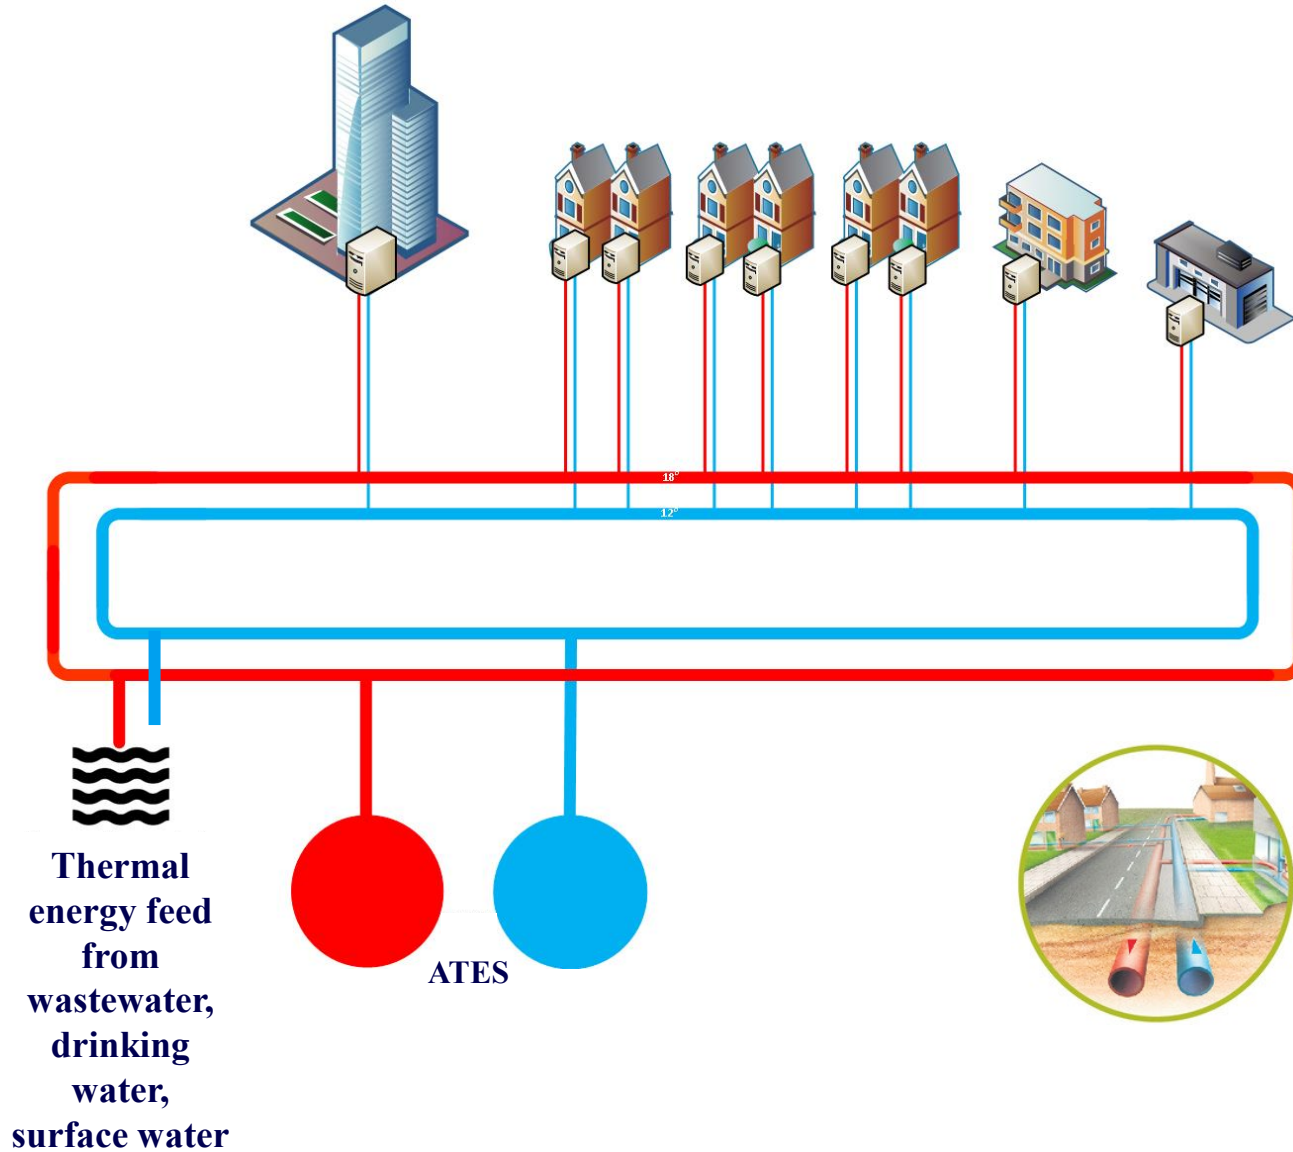 18°
12°
Thermal
energy feed
from
wastewater,
drinking
water,
surface water
ATES